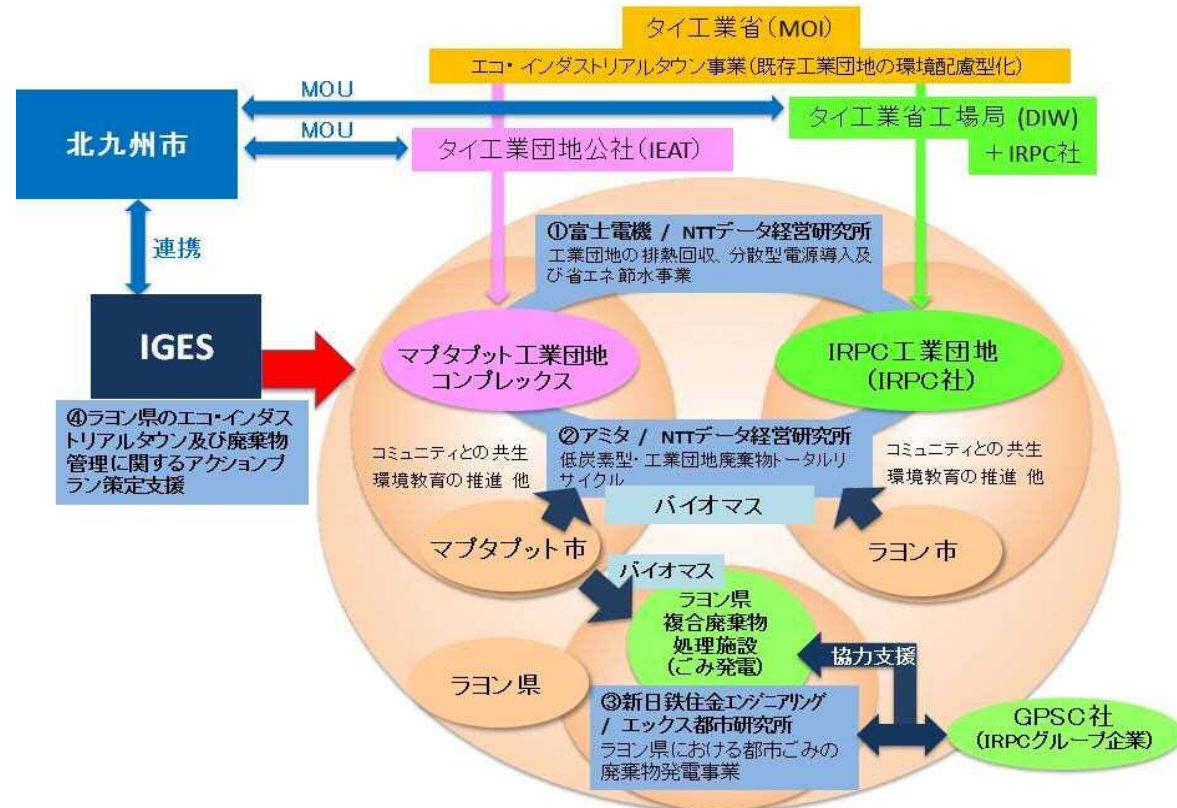 タイ工業省(MOI)
エコ・インダストリアルタウン事業(既存工業団地の環境配慮型化)
MOU
北九州市
MOU
タイ工業省工場局 (DIW)
＋IRPC社
タイ工業団地公社(IEAT)
連携
①富士電機 / NTTデータ経営研究所
工業団地の排熱回収、分散型電源導入及
び省エネ節水事業
IGES
マプタプット工業団地
コンプレックス
IRPC工業団地
(IRPC社)
④ラヨン県のエコ・インダス
トリアルタウン及び廃棄物
管理に関するアクションプ
ラン策定支援
②アミタ / NTTデータ経営研究所
低炭素型・工業団地廃棄物トータルリ
サイクル
コミュニティとの共生
環境教育の推進 他
コミュニティとの共生
環境教育の推進 他
バイオマス
マプタプット市
ラヨン市
バイオマス
ラヨン県
複合廃棄物
処理施設
(ごみ発電)
協力支援
ラヨン県
③新日鉄住金エンジニアリング
/ エックス都市研究所
ラヨン県における都市ごみの
廃棄物発電事業
GPSC社
(IRPCグループ企業)